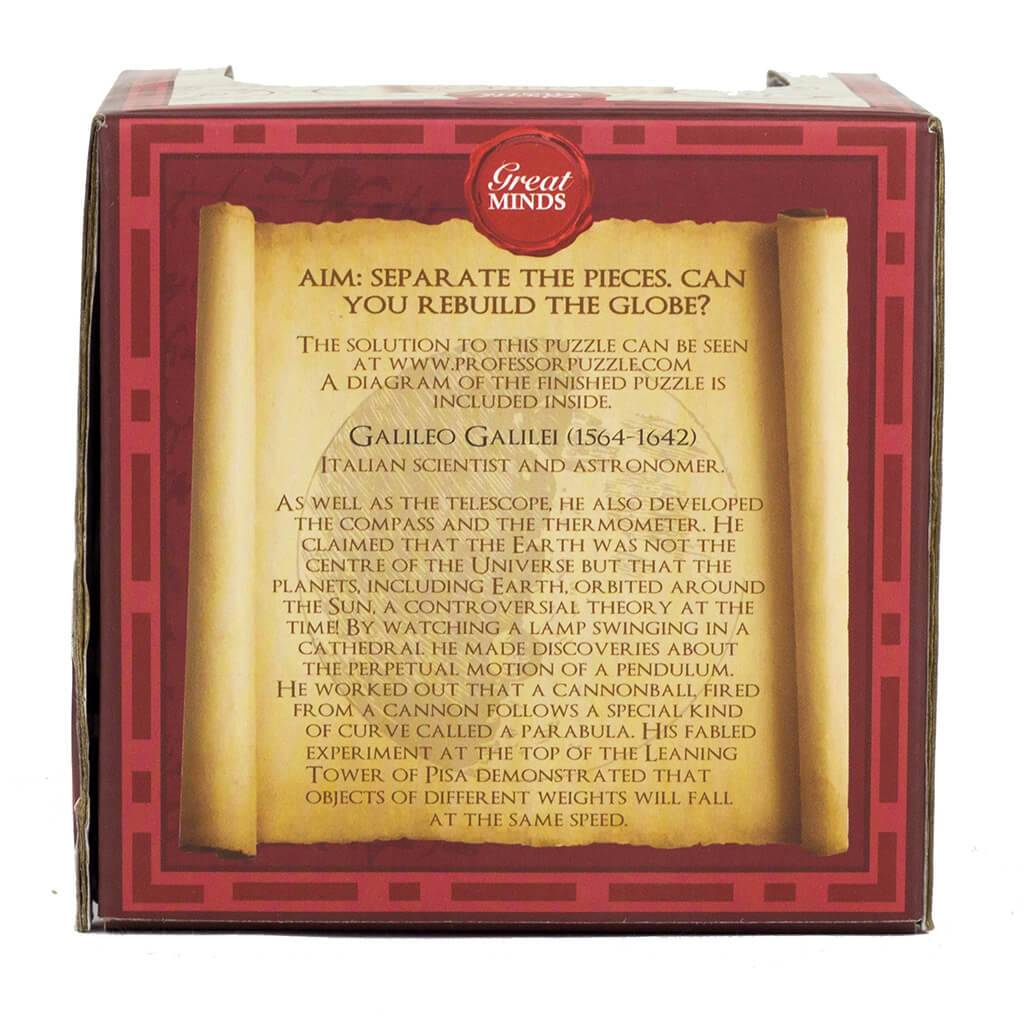 Great
MINDS
AIM: SEPARATE THE PIECES. CAN
YOU REBUILD THE GLOBE?
THE SOLUTION TO THIS PUZZLE CAN BE SEEN
AT WWW.PROFESSORPUZZLE.COM
A DIAGRAM OF THE FINISHED PUZZLE IS
INCLUDED INSIDE.
GALILEO GALILEI (1564-1642)
ITALIAN SCIENTIST AND ASTRONOMER.
AS WELL AS THE TELESCOPE, HE ALSO DEVELOPED
THE COMPASS AND THE THERMOMETER. HE
CLAIMED THAT THE EARTH WAS NOT THE
CENTRE OF THE UNIVERSE BUT THAT THE
PLANETS, INCLUDING EARTH, ORBITED AROUND
THE SUN, A CONTROVERSIAL THEORY AT THE
TIME! BY WATCHING A LAMP SWINGING IN A
CATHEDRAL HE MADE DISCOVERIES ABOUT
THE PERPETUAL MOTION OF A PENDULUM.
HE WORKED OUT THAT A CANNONBALL FIRED
FROM A CANNON FOLLOWS A SPECIAL KIND
OF CURVE CALLED A PARABULA. HIS FABLED
EXPERIMENT AT THE TOP OF THE LEANING
TOWER OF PISA DEMONSTRATED THAT
OBJECTS OF DIFFERENT WEIGHTS WILL FALL
AT THE SAME SPEED.